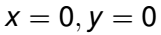 x = 0, y = 0